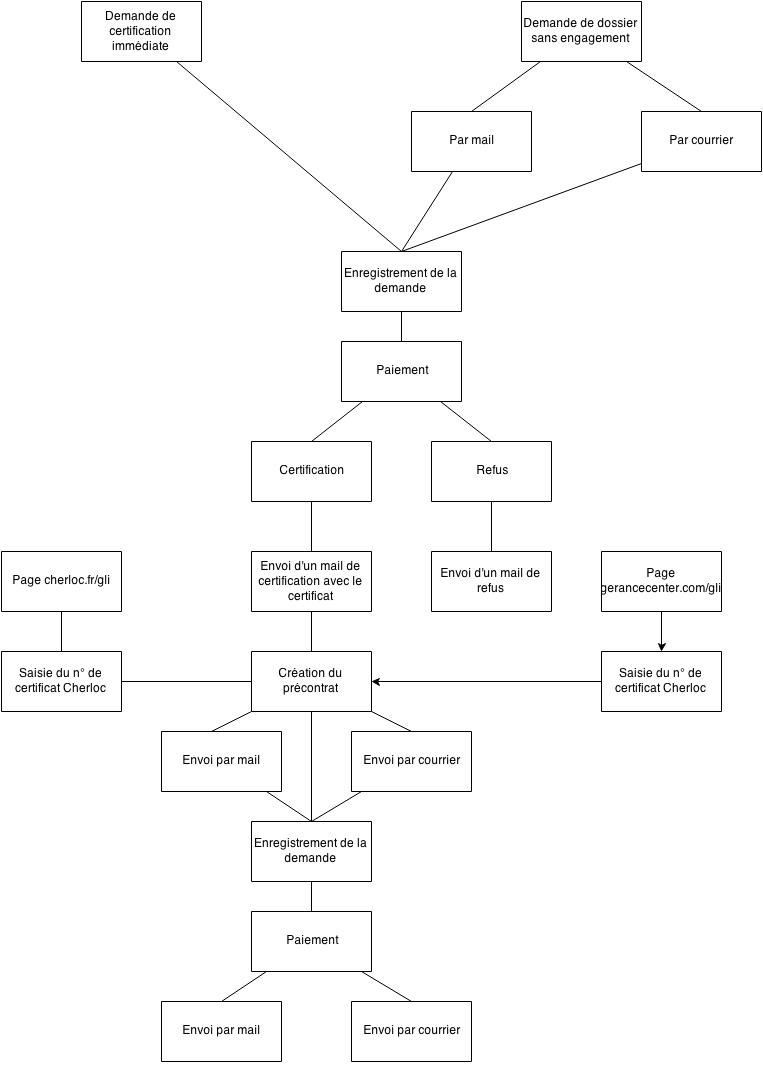 Demande de
certification
immédiate
Demande de dossier
sans engagement
Par mail
Par courrier
Enregistrement de la
demande
Paiement
Certification
Refus
Page cherloc.fr/gli
Envoi d'un mail de
certification avec le
certificat
Envoi d'un mail de
refus
Page
gerancecenter.com/gli
Saisie du n° de
certificat Cherloc
Création du
précontrat
Saisie du n° de
certificat Cherloc
Envoi par mail
Envoi par courrier
Enregistrement de la
demande
Paiement
Envoi par mail
Envoi par courrier